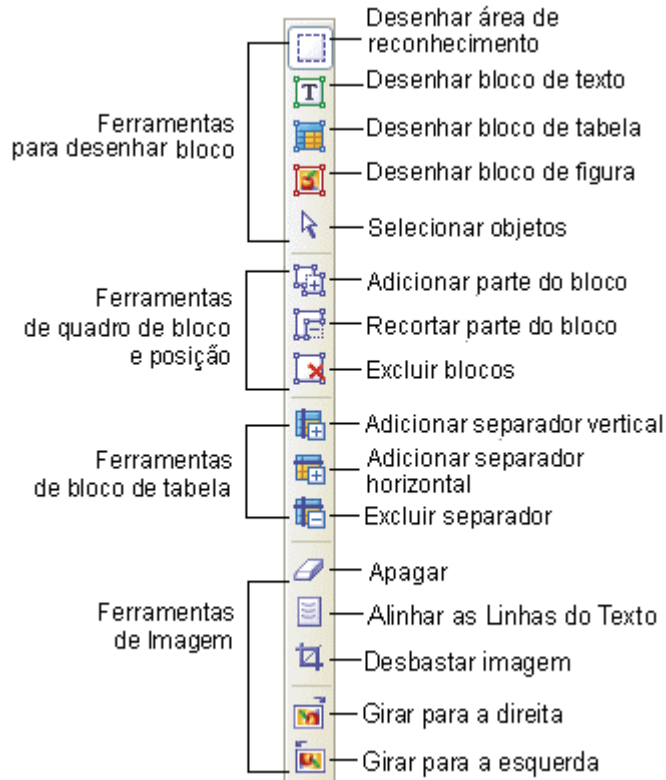 Desenhar área de
reconhecimento
Desenhar bloco de texto
Ferramentas
para desenhar bloco
Desenhar bloco de tabela
Desenhar bloco de figura
Selecionar objetos
Ferramentas
de quadro de bloco
e posição
Adicionar parte do bloco
Recortar parte do bloco
Excluir blocos
Ferramentas
de bloco de tabela
Adicionar separador vertical
Adicionar separador
horizontal
Excluir separador
Ferramentas
de Imagem
Apagar
Alinhar as Linhas do Texto
Desbastar imagem
Girar para a direita
Girar para a esquerda
T